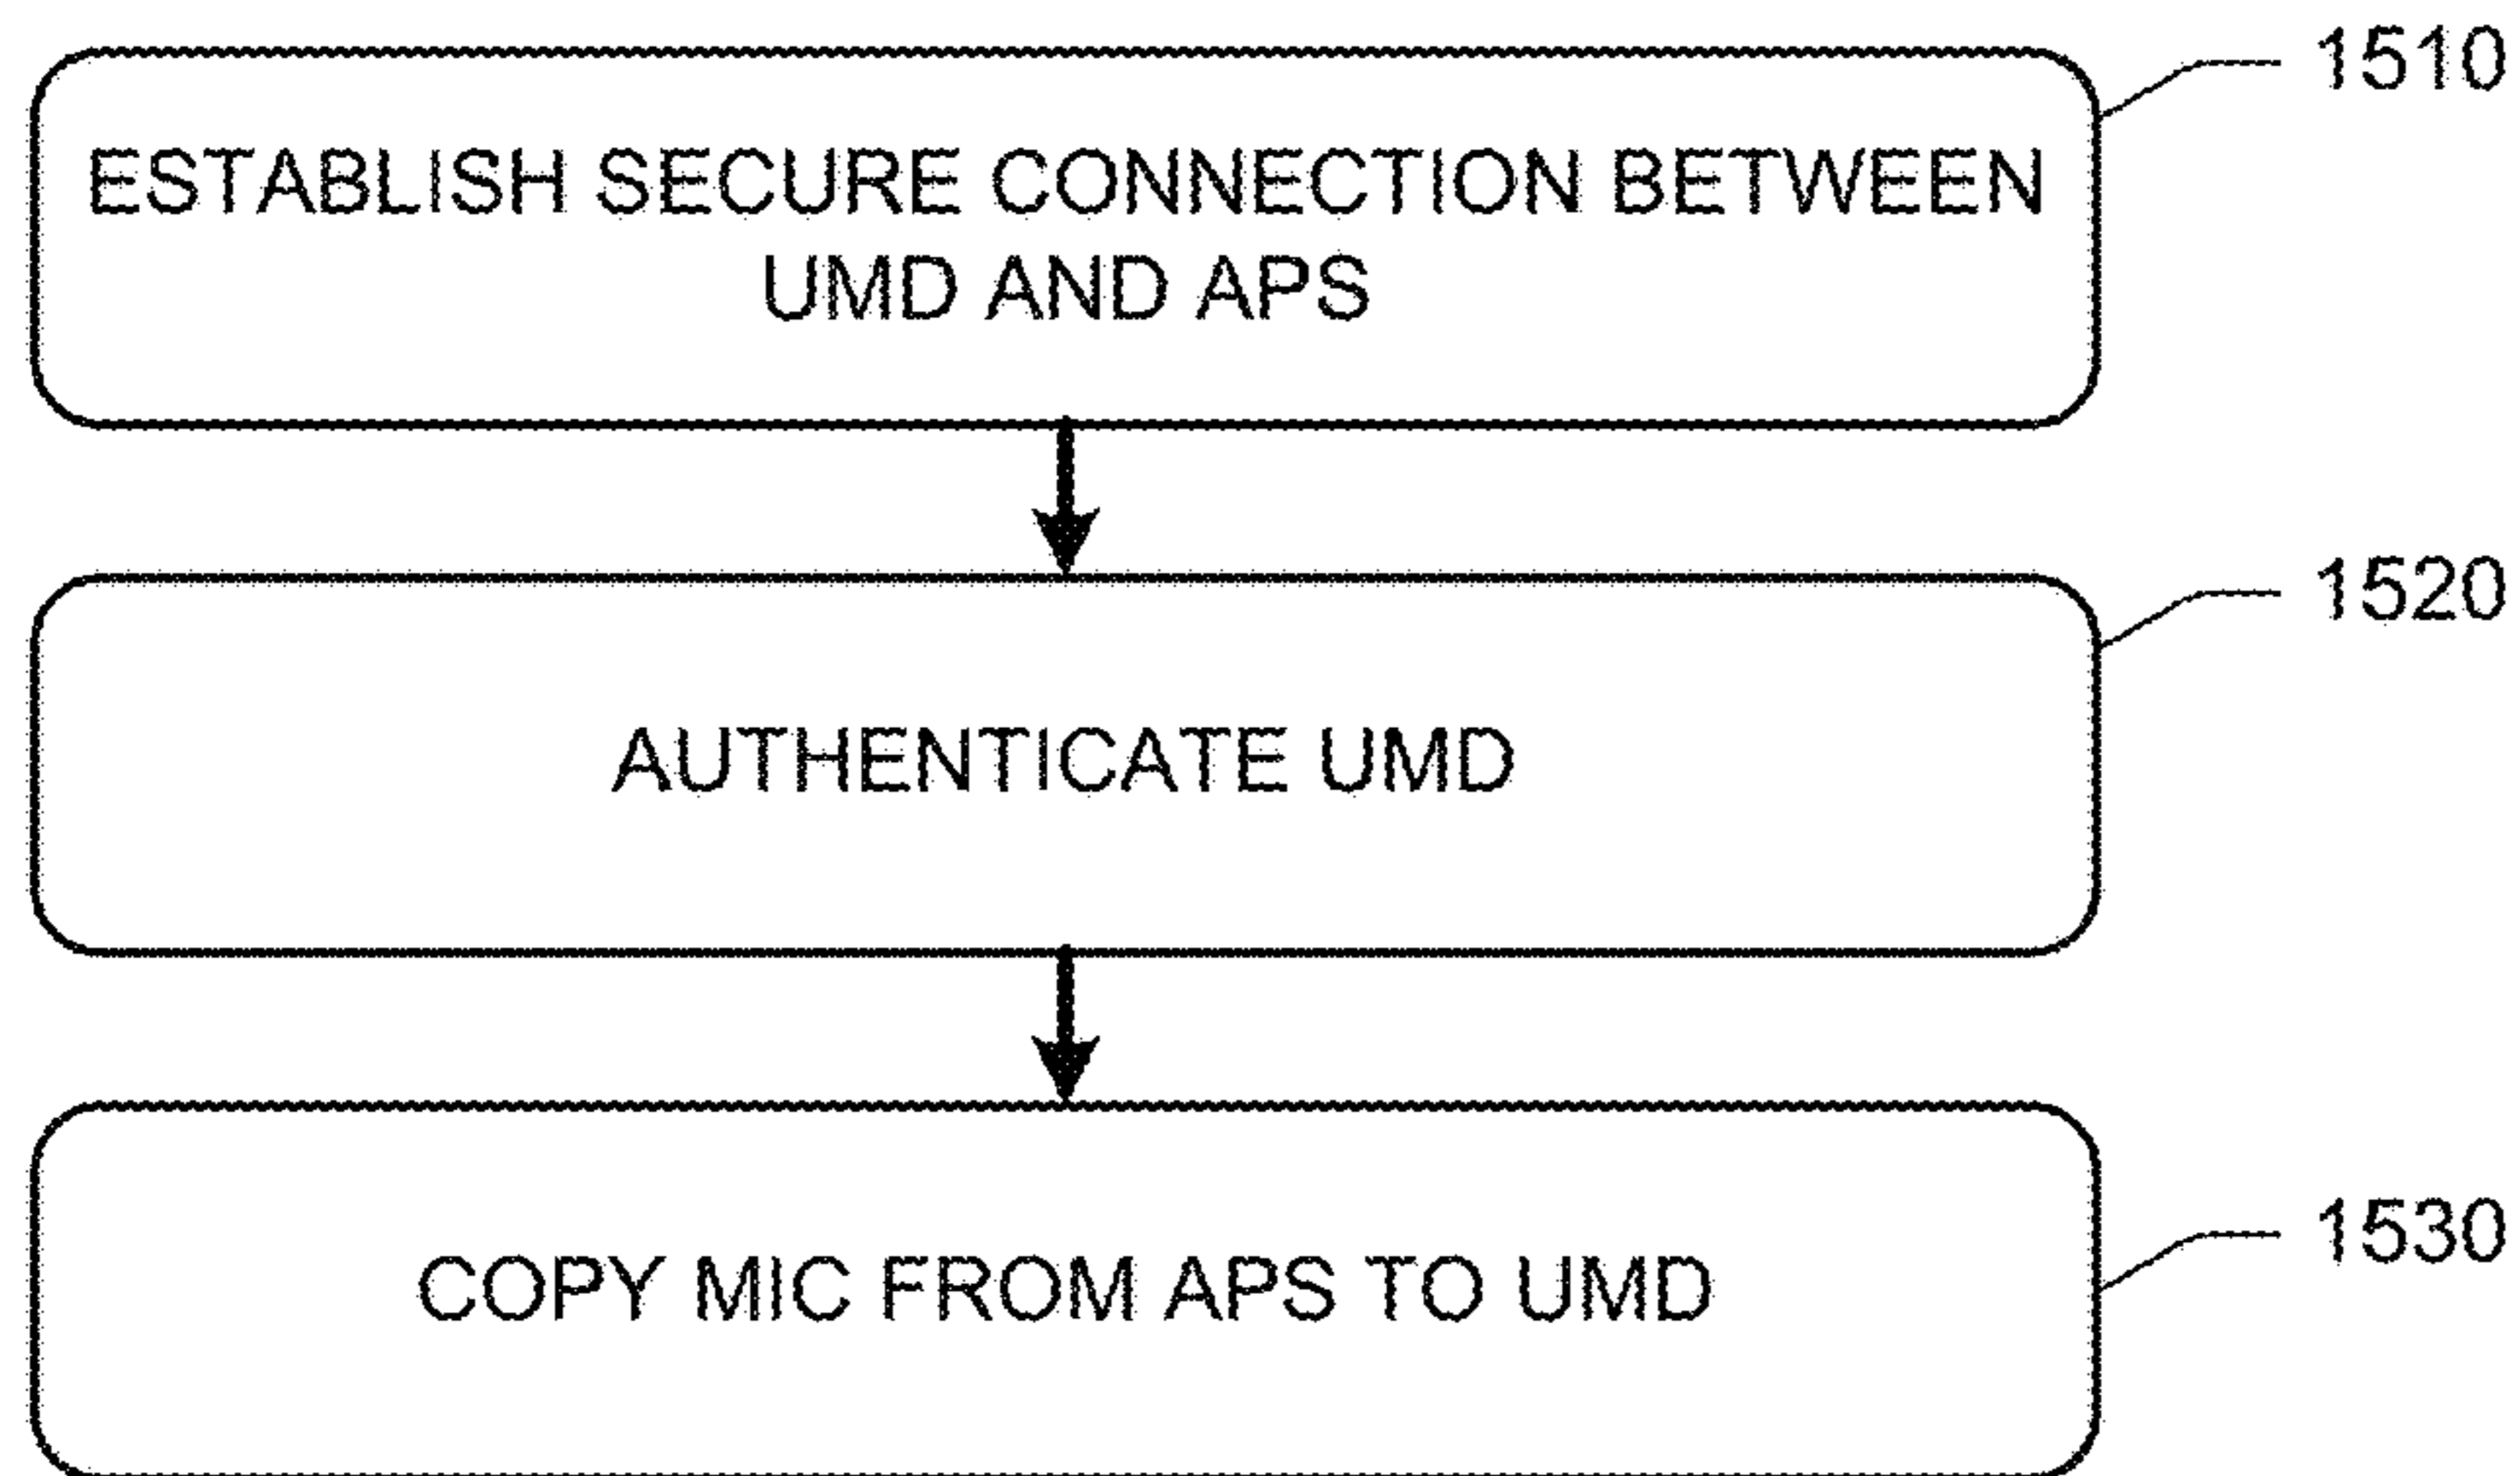 1510
ESTABLISH SECURE CONNECTION BETWEEN
UMD AND APS
1520
AUTHENTICATE UMD
1530
COPY MIC FROM APS TO UMD